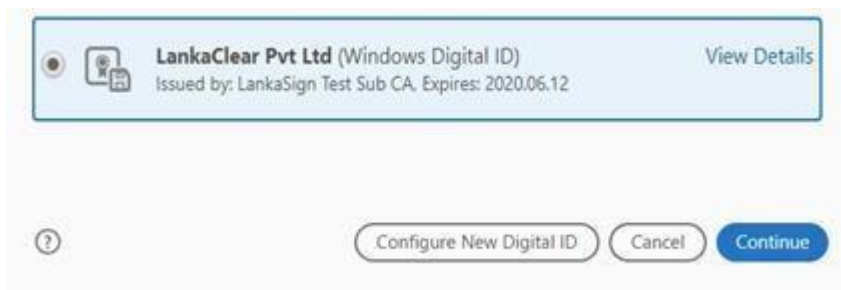 LankaClear Pvt Ltd (Windows Digital ID)
View Details
Issued by: LankaSign Test Sub CA, Expires: 2020.06.12
?
Configure New Digital ID
Cancel
Continue